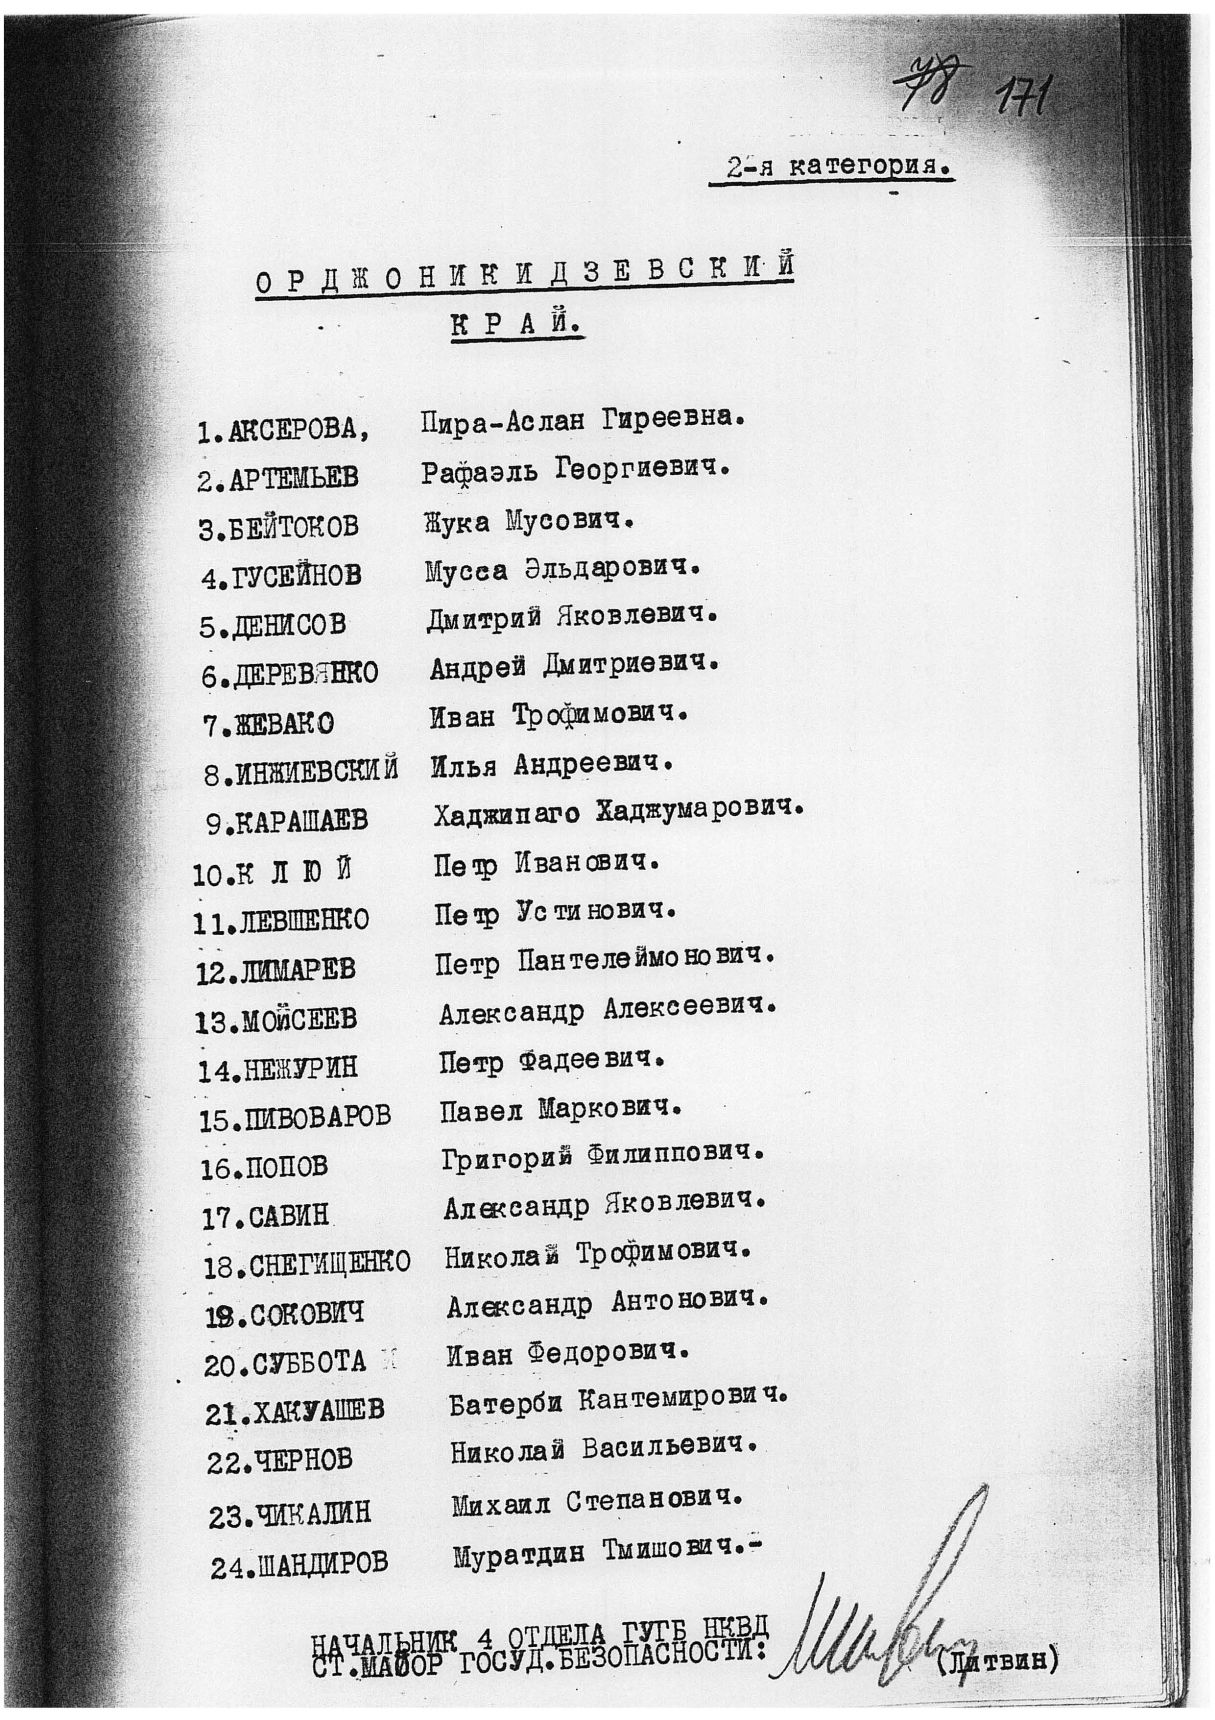 78 171
2-я категория.
ОРДЖОНИКИДЗЕВСКИЙ
КРАЙ.
1.АКСЕРОВА, Пира-Аслан Гиреевна.
2.АРТЕМЬЕВ Рафаэль Георгиевич.
3.БЕЙТОКОВ Жука Мусович.
4.ГУСЕЙНОВ Мусса Эльдарович.
5.ДЕНИСОВ Дмитрий Яковлевич.
6.ДЕРЕВЯНКО Андрей Дмитриевич.
7.ЖЕВАКО Иван Трофимович.
8.ИНЖИЕВСКИЙ Илья Андреевич.
9.КАРАШАЕВ Хаджипаго Хаджумарович.
10.К Л Ю Й Петр Иванович.
11.ЛЕВШЕНКО Петр Устинович.
12.ЛИМАРЕВ Петр Пантелеймонович.
13.МОЙСЕЕВ Александр Алексеевич.
14.НЕЖУРИН Петр Фадеевич.
15.ПИВОВАРОВ Павел Маркович.
16.ПОПОВ Григорий Филиппович.
17.САВИН Александр Яковлевич.
18.СНЕГИЩЕНКО Николай Трофимович.
19.СОКОВИЧ Александр Антонович.
20.СУББОТА Иван Федорович.
21.ХАКУАШЕВ Батерби Кантемирович.
22.ЧЕРНОВ Николай Васильевич.
23.ЧИКАЛИН Михаил Степанович.
24.ШАНДИРОВ Муратдин Тмишович.-
НАЧАЛЬНИК 4 ОТДЕЛА ГУГБ НКВД
СТ.МАЙОР ГОСУД.БЕЗОПАСНОСТИ: (Литвин)